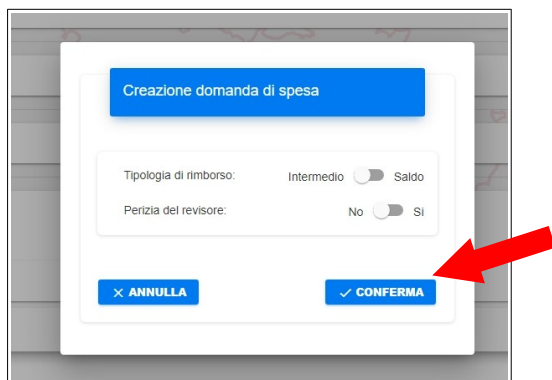 Creazione domanda di spesa
Tipologia di rimborso: Intermedio Saldo
Perizia del revisore: No Si
ANNULLA CONFERMA